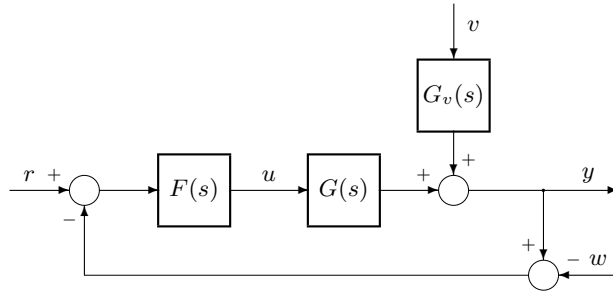 v
G_v(s)
+
r + F(s) u G(s) + y
−
+ − w